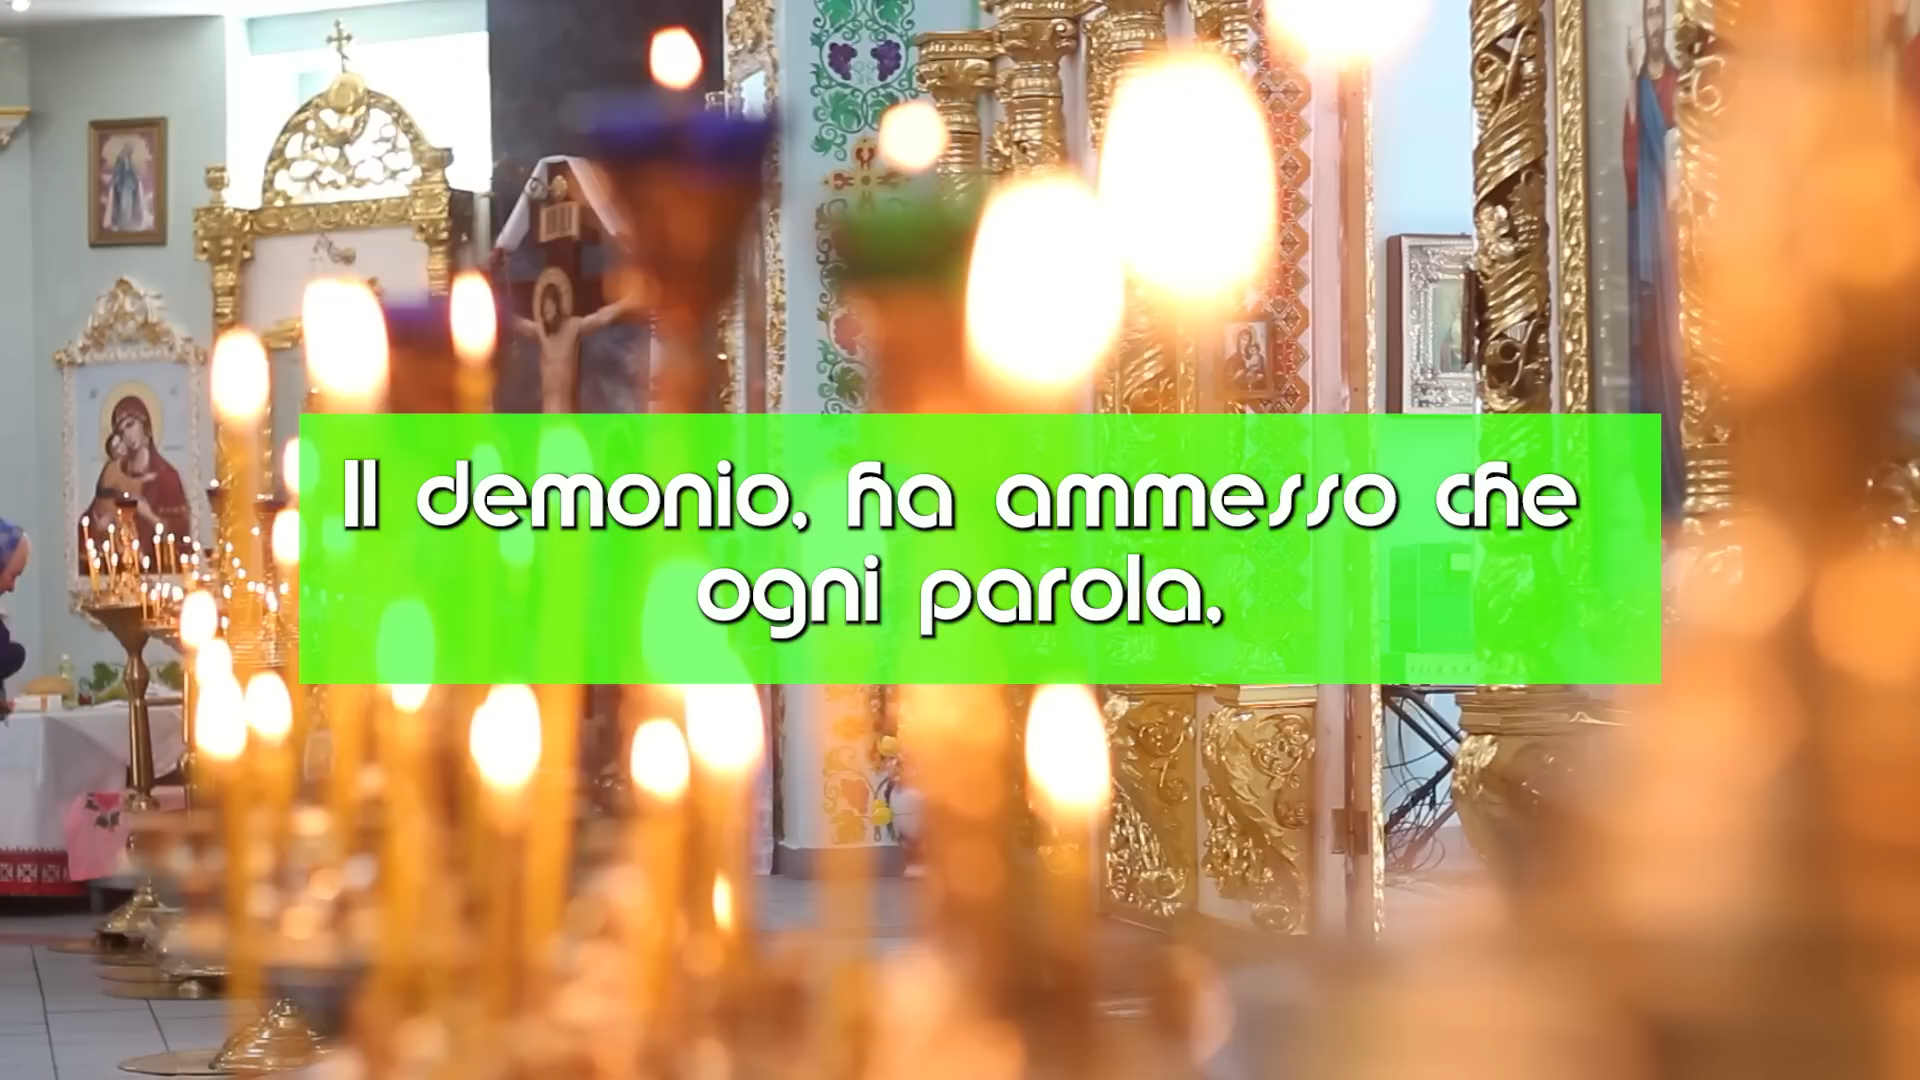 Il demonio, ha ammesso che
ogni parola,